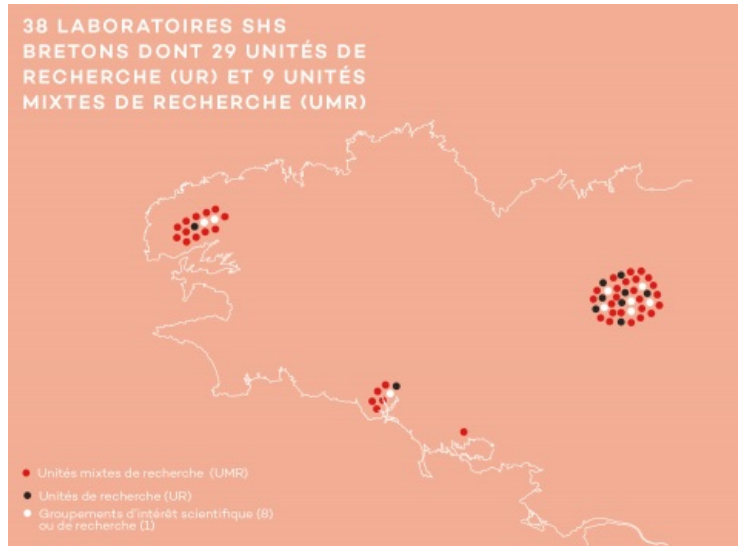 38 LABORATOIRES SHS
BRETONS DONT 29 UNITÉS DE
RECHERCHE (UR) ET 9 UNITÉS
MIXTES DE RECHERCHE (UMR)
Unités mixtes de recherche (UMR)
Unités de recherche (UR)
Groupements d'intérêt scientifique (8)
ou de recherche (1)